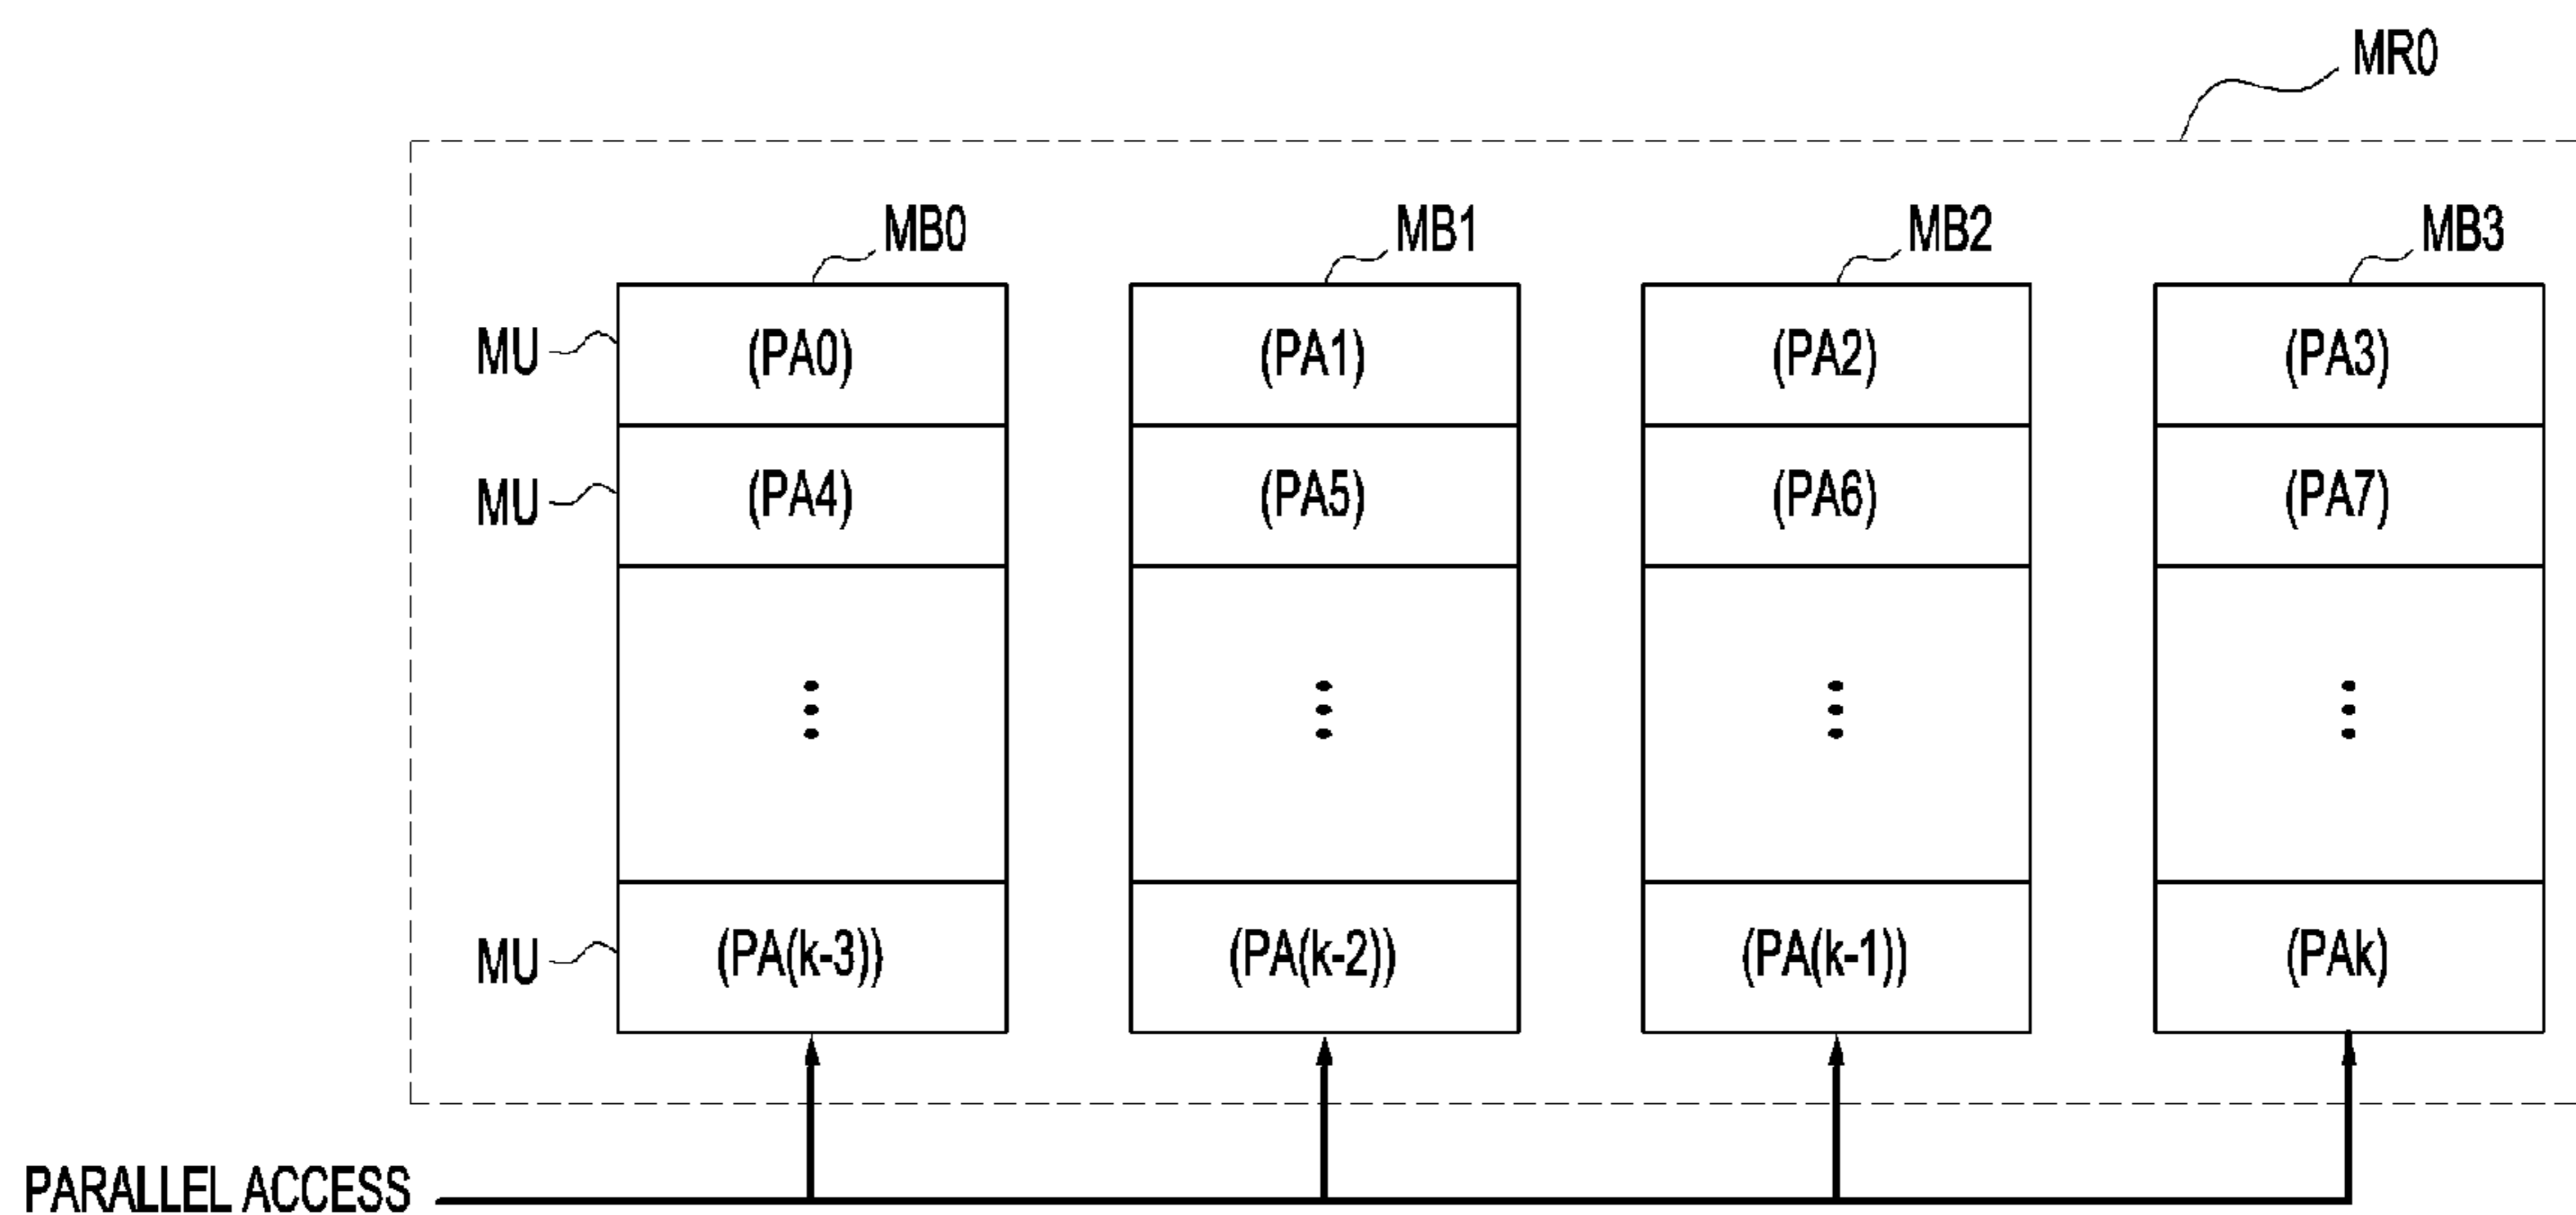 MR0
MB0 MB1 MB2 MB3
MU (PA0) (PA1) (PA2) (PA3)
MU (PA4) (PA5) (PA6) (PA7)
MU (PA(k-3)) (PA(k-2)) (PA(k-1)) (PAk)
PARALLEL ACCESS